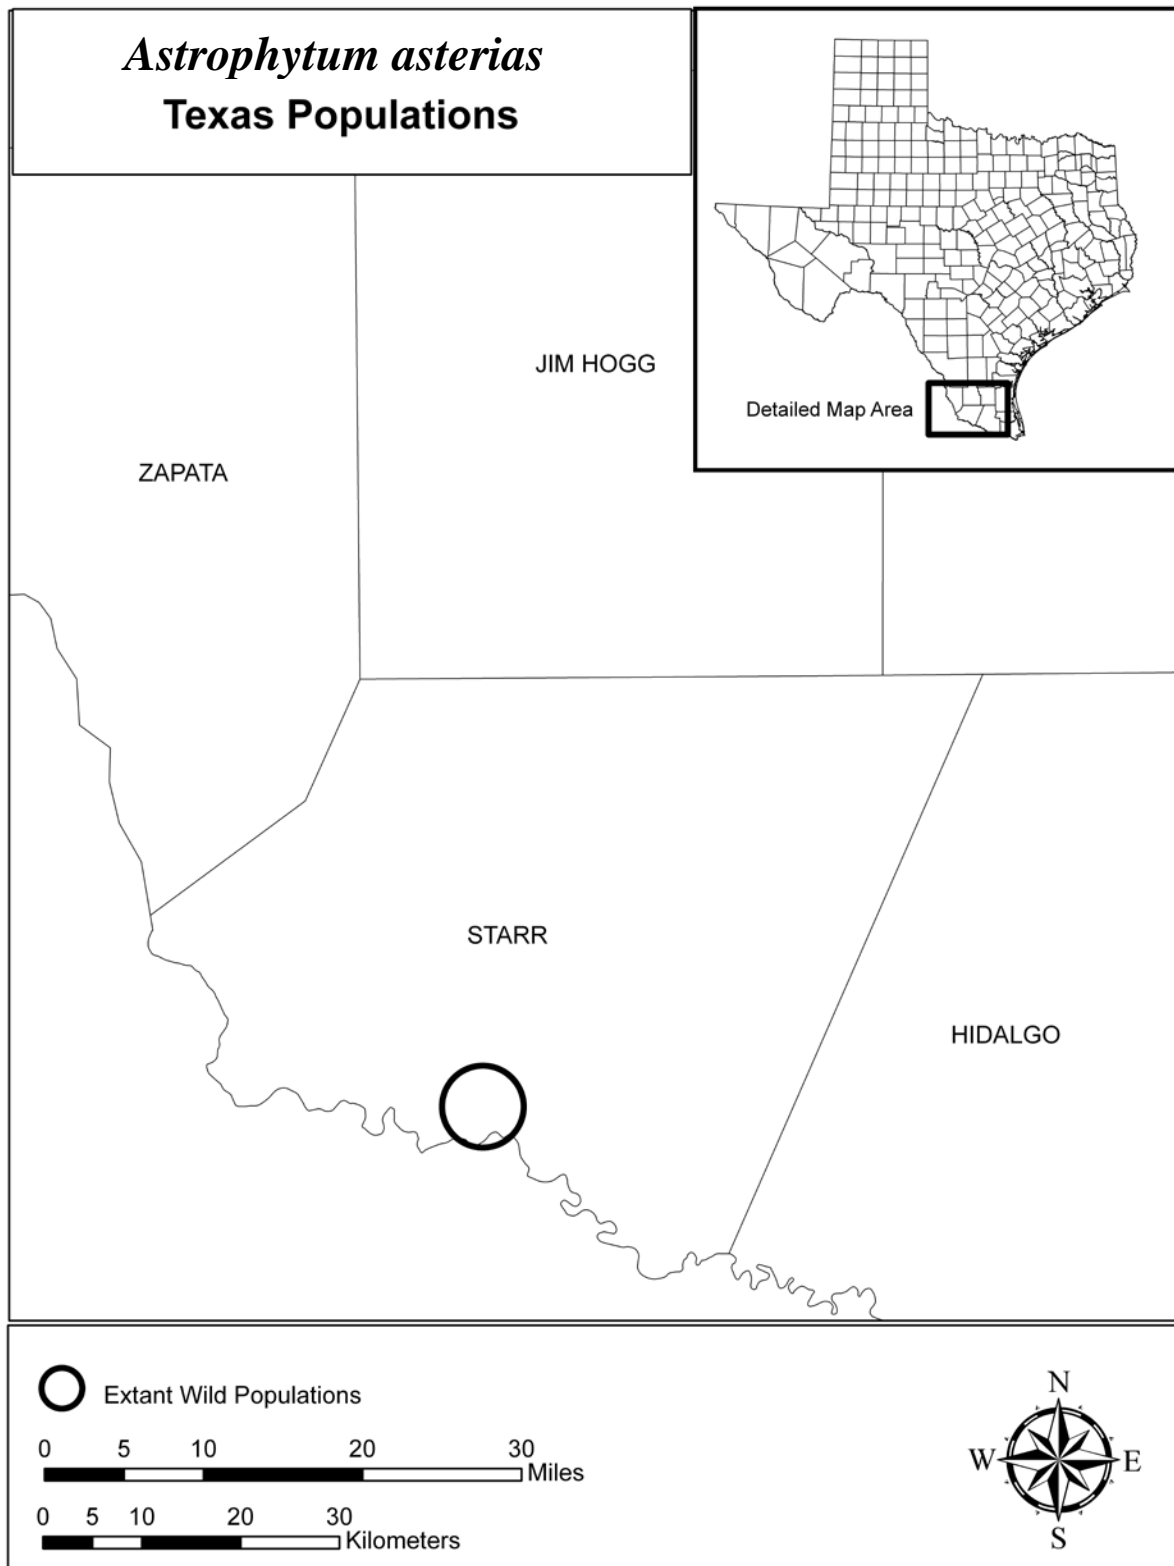 Astrophytum asterias
Texas Populations
Detailed Map Area
JIM HOGG
ZAPATA
STARR
HIDALGO
Extant Wild Populations
0 5 10 20 30
Miles
0 5 10 20 30
Kilometers
N
W E
S